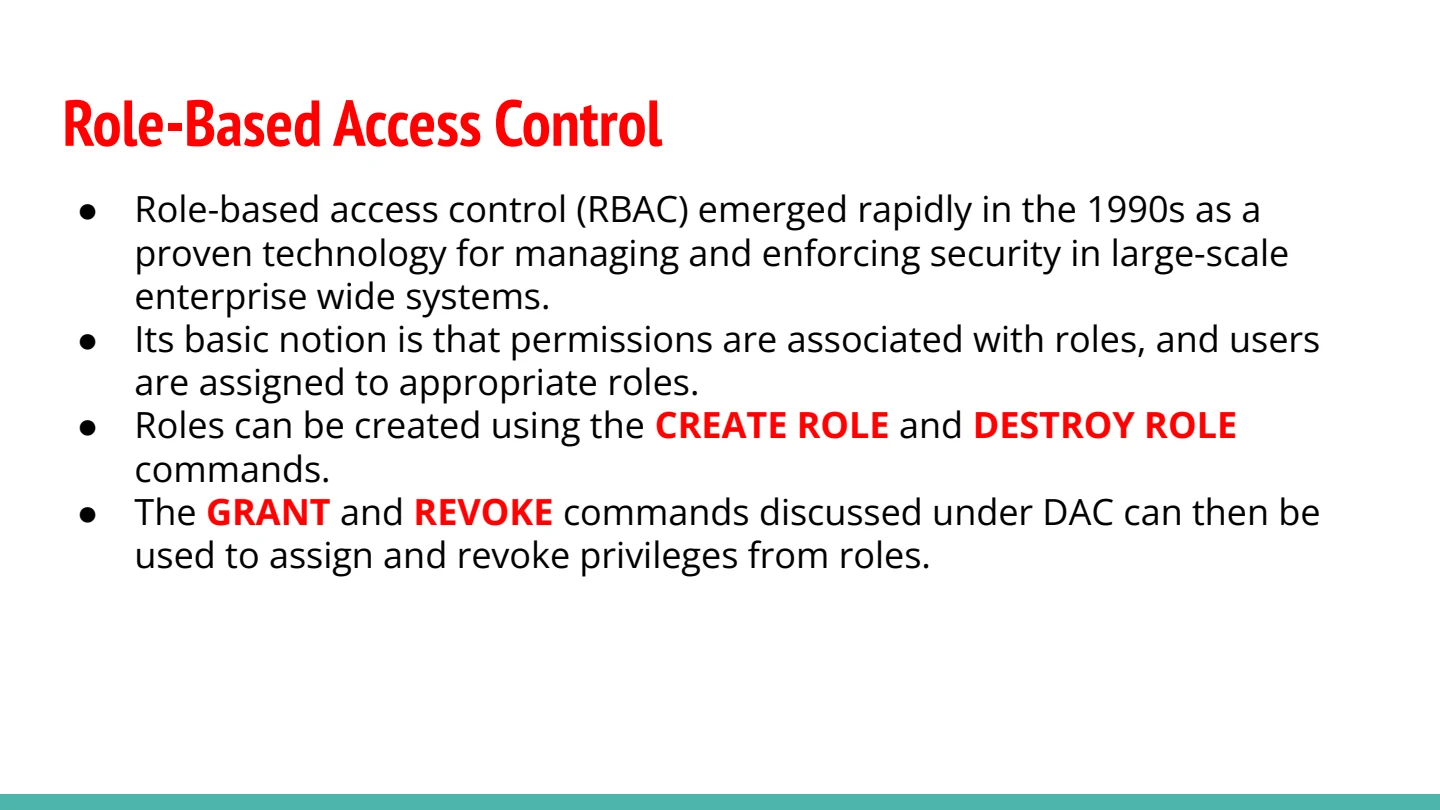 Role-Based Access Control
● Role-based access control (RBAC) emerged rapidly in the 1990s as a
proven technology for managing and enforcing security in large-scale
enterprise wide systems.
● Its basic notion is that permissions are associated with roles, and users
are assigned to appropriate roles.
● Roles can be created using the CREATE ROLE and DESTROY ROLE
commands.
● The GRANT and REVOKE commands discussed under DAC can then be
used to assign and revoke privileges from roles.